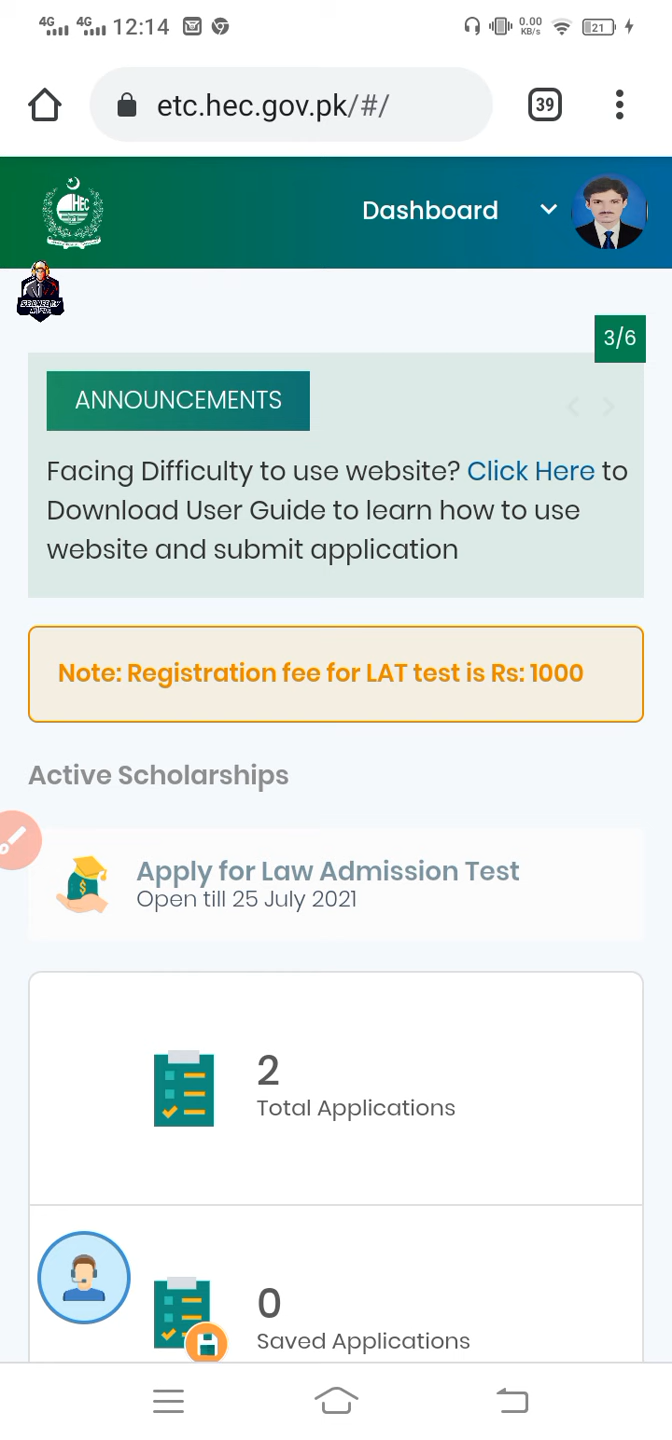 4G 4G 12:14 0.00 KB/s 21
etc.hec.gov.pk/#/ 39
HEC
Dashboard
3/6
ANNOUNCEMENTS
Facing Difficulty to use website? Click Here to
Download User Guide to learn how to use
website and submit application
Note: Registration fee for LAT test is Rs: 1000
Active Scholarships
Apply for Law Admission Test
Open till 25 July 2021
2
Total Applications
0
Saved Applications